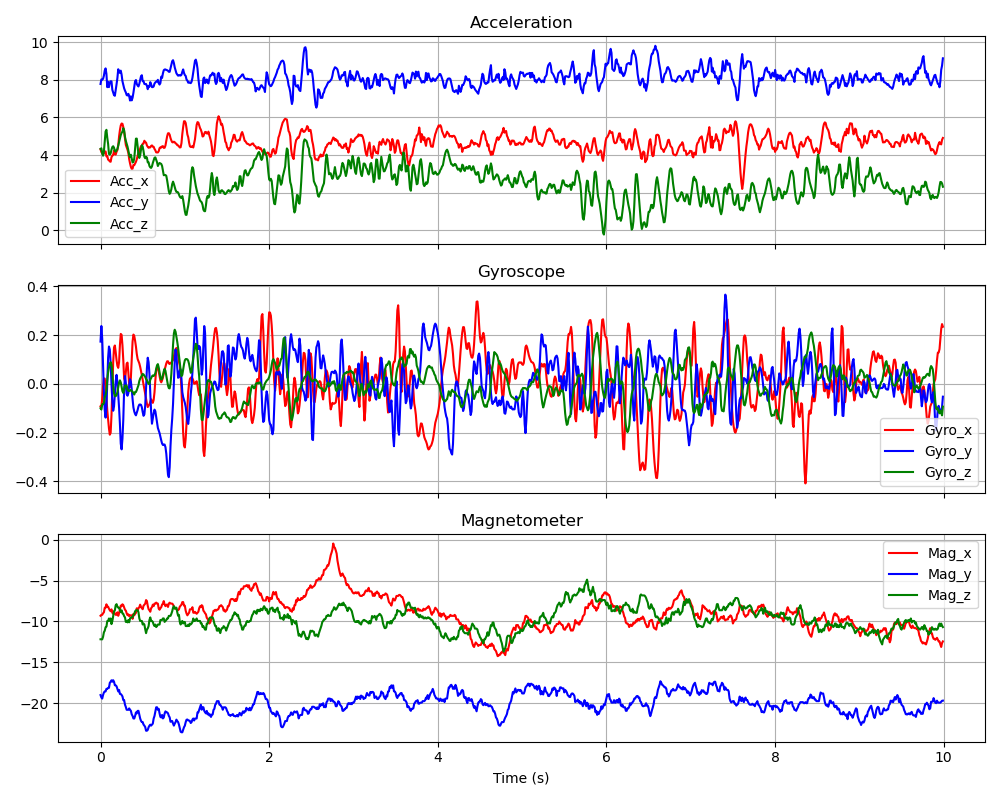 Acceleration
10
8
6
4
2
0
Acc_x
Acc_y
Acc_z
Gyroscope
0.4
0.2
0.0
−0.2
−0.4
Gyro_x
Gyro_y
Gyro_z
Magnetometer
0
−5
−10
−15
−20
Mag_x
Mag_y
Mag_z
0 2 4 6 8 10
Time (s)